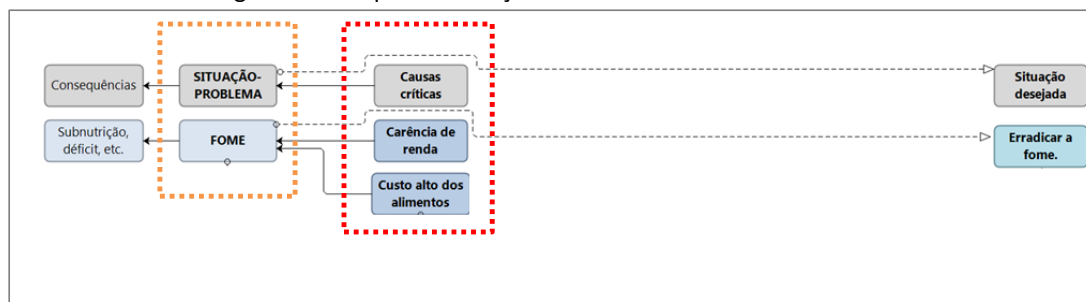 Consequências
SITUAÇÃO-
PROBLEMA
Causas
críticas
Situação
desejada
Subnutrição,
déficit, etc.
FOME
Carência de
renda
Erradicar a
fome.
Custo alto dos
alimentos